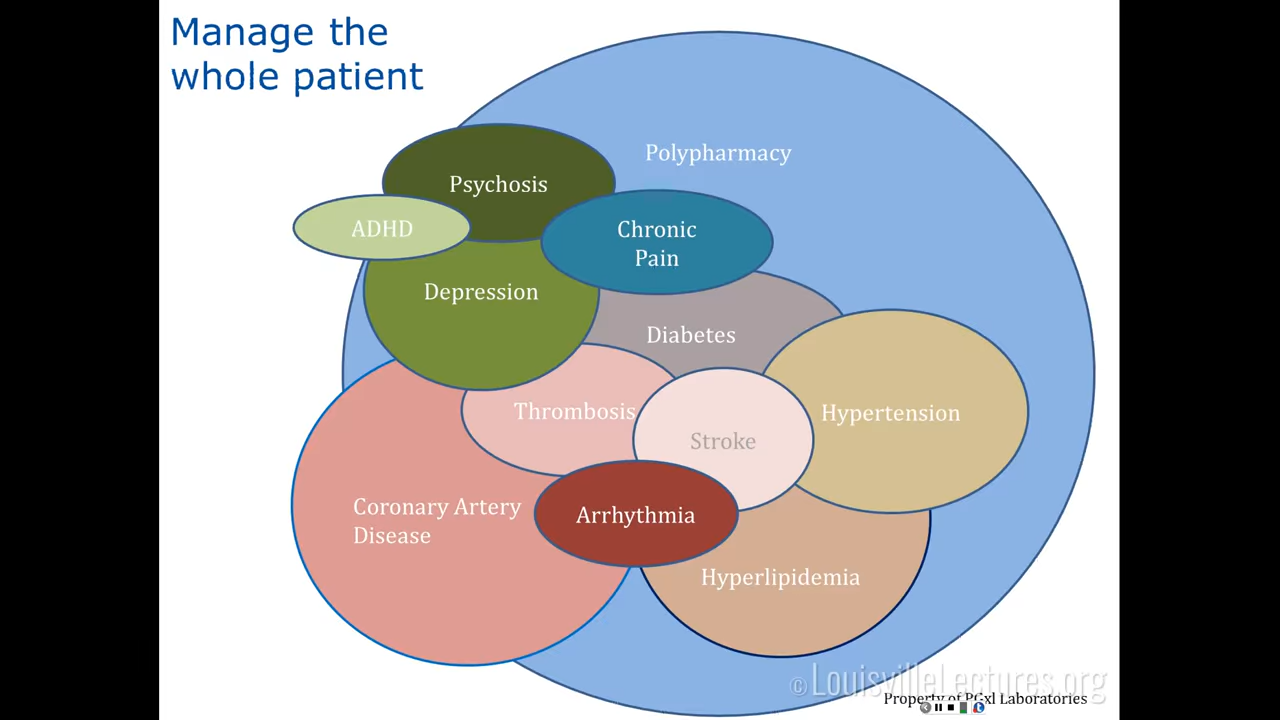 Manage the
whole patient
Polypharmacy
Psychosis
ADHD
Chronic
Pain
Depression
Diabetes
Thrombosis
Hypertension
Stroke
Coronary Artery
Disease
Arrhythmia
Hyperlipidemia
© LouisvilleLectures.org
Property of PGxl Laboratories